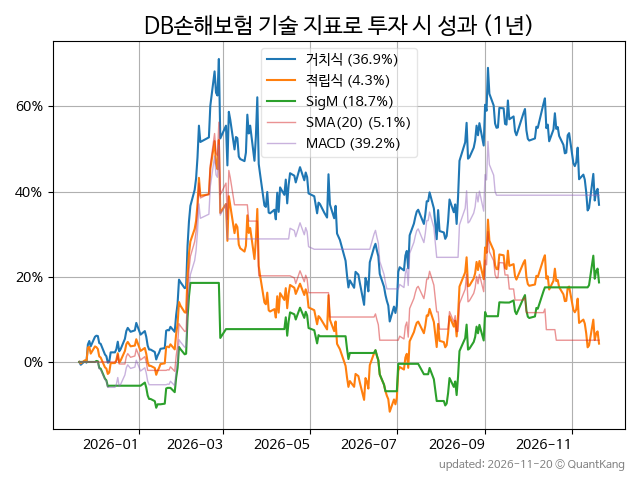 DB손해보험 기술 지표로 투자 시 성과 (1년)
거치식 (36.9%)
적립식 (4.3%)
SigM (18.7%)
SMA(20) (5.1%)
MACD (39.2%)
60%
40%
20%
0%
2026-01 2026-03 2026-05 2026-07 2026-09 2026-11
updated: 2026-11-20 © QuantKang